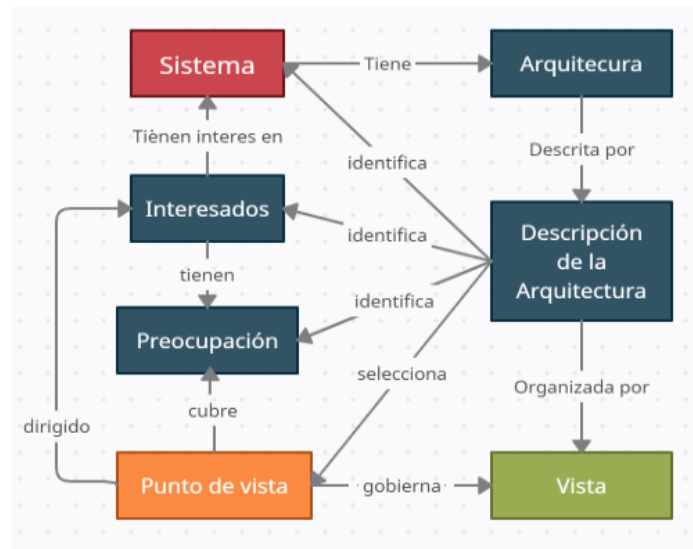 Sistema
Tiene
Arquitecura
Tiènen interes en
identifica
Descrita por
Interesados
identifica
Descripción
de la
Arquitectura
tienen
identifica
Preocupación
selecciona
Organizada por
cubre
dirigido
Punto de vista
gobierna
Vista